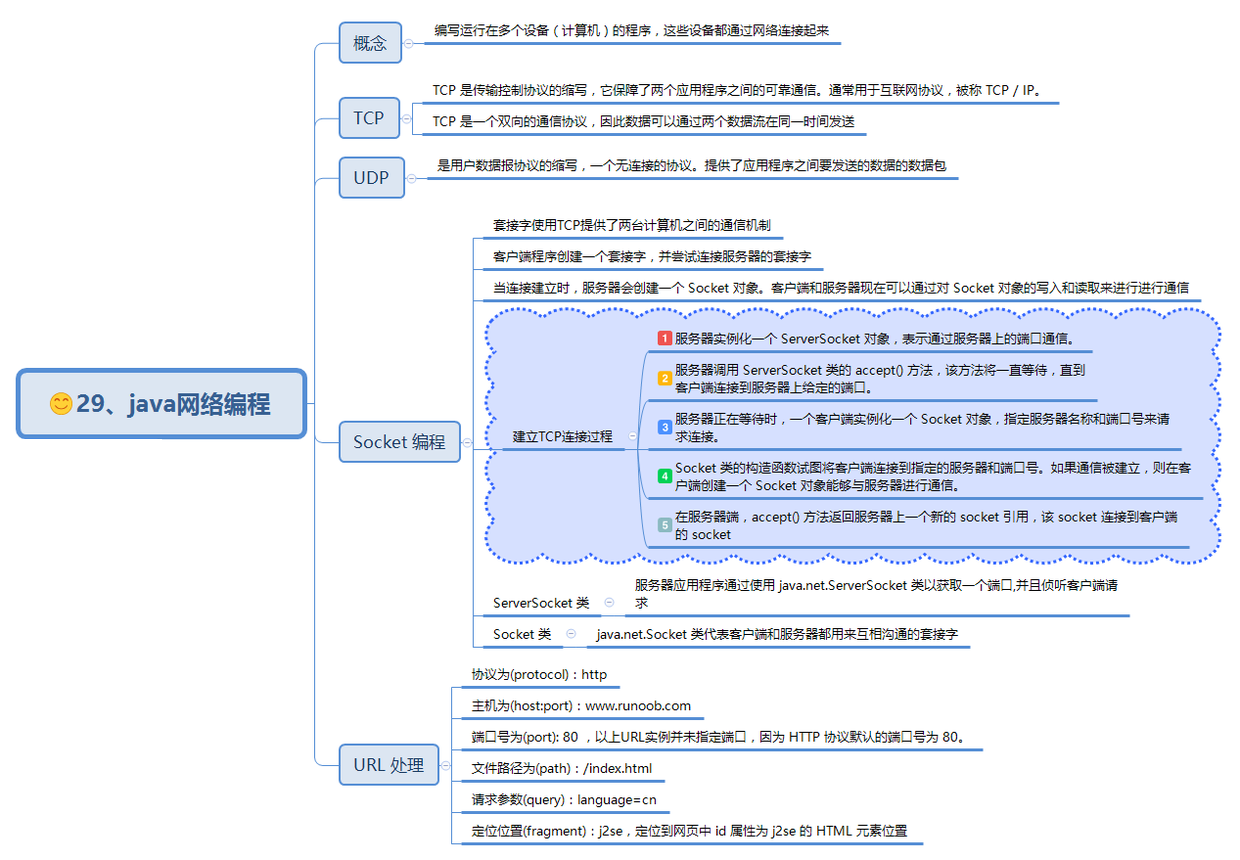 概念
编写运行在多个设备（计算机）的程序，这些设备都通过网络连接起来
TCP
TCP 是传输控制协议的缩写，它保障了两个应用程序之间的可靠通信。通常用于互联网协议，被称 TCP / IP。
TCP 是一个双向的通信协议，因此数据可以通过两个数据流在同一时间发送
UDP
是用户数据报协议的缩写，一个无连接的协议。提供了应用程序之间要发送的数据的数据包
29、java网络编程
Socket 编程
套接字使用TCP提供了两台计算机之间的通信机制
客户端程序创建一个套接字，并尝试连接服务器的套接字
当连接建立时，服务器会创建一个 Socket 对象。客户端和服务器现在可以通过对 Socket 对象的写入和读取来进行进行通信
建立TCP连接过程
1 服务器实例化一个 ServerSocket 对象，表示通过服务器上的端口通信。
2 服务器调用 ServerSocket 类的 accept() 方法，该方法将一直等待，直到
客户端连接到服务器上给定的端口。
3 服务器正在等待时，一个客户端实例化一个 Socket 对象，指定服务器名称和端口号来请
求连接。
4 Socket 类的构造函数试图将客户端连接到指定的服务器和端口号。如果通信被建立，则在客
户端创建一个 Socket 对象能够与服务器进行通信。
5 在服务器端，accept() 方法返回服务器上一个新的 socket 引用，该 socket 连接到客户端
的 socket
ServerSocket 类
服务器应用程序通过使用 java.net.ServerSocket 类以获取一个端口,并且侦听客户端请
求
Socket 类
java.net.Socket 类代表客户端和服务器都用来互相沟通的套接字
URL 处理
协议为(protocol)：http
主机为(host:port)：www.runoob.com
端口号为(port): 80 ，以上URL实例并未指定端口，因为 HTTP 协议默认的端口号为 80。
文件路径为(path)：/index.html
请求参数(query)：language=cn
定位位置(fragment)：j2se，定位到网页中 id 属性为 j2se 的 HTML 元素位置